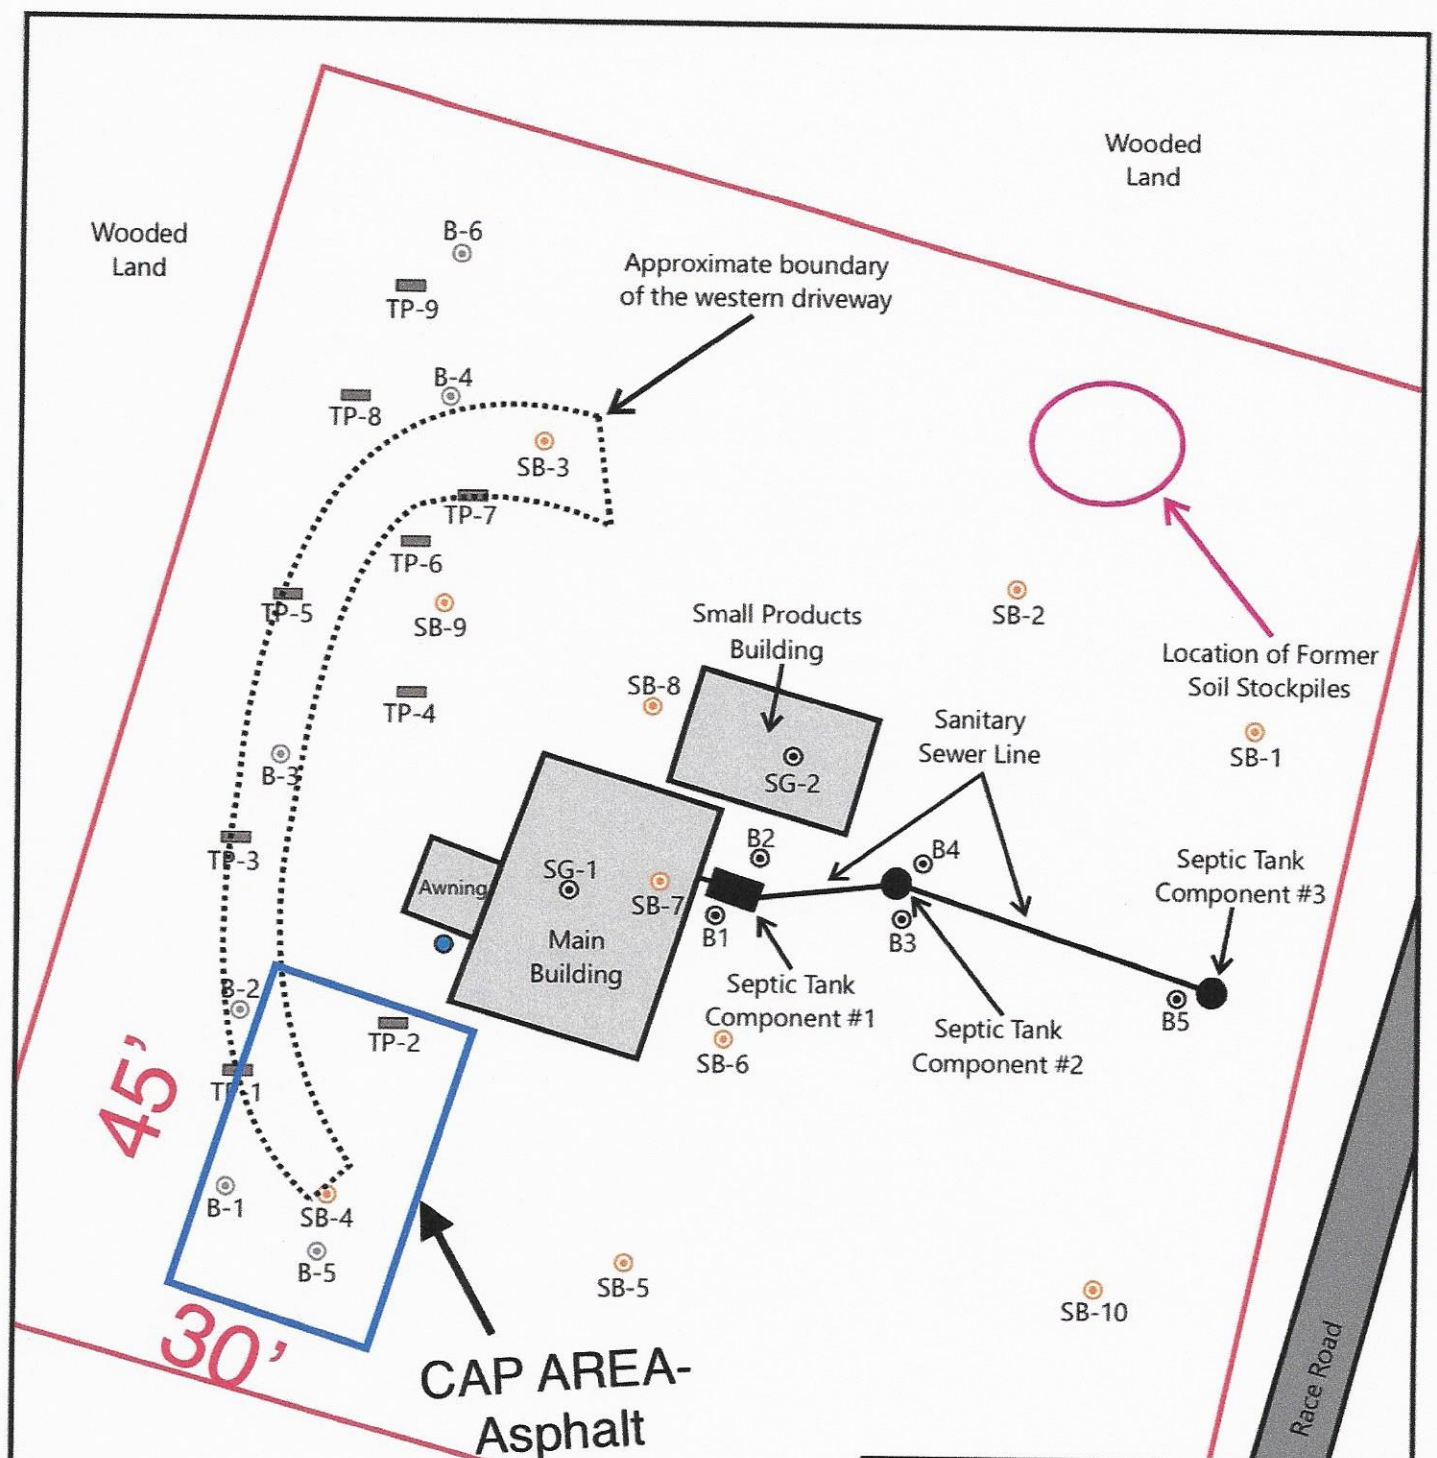 Wooded
Land
Wooded
Land
B-6
TP-9
Approximate boundary
of the western driveway
B-4
TP-8
SB-3
TP-7
TP-6
TP-5
SB-9
SB-2
Small Products
Building
Location of Former
Soil Stockpiles
SB-8
TP-4
Sanitary
Sewer Line
SB-1
B-3
SG-2
B2
B4
TP-3
Septic Tank
Component #3
SG-1
Awning
SB-7
B1
B3
Main
Building
Septic Tank
Component #1
B-2
B5
TP-2
Septic Tank
Component #2
SB-6
TP-1
45’
B-1
SB-4
B-5
SB-5
SB-10
30’
CAP AREA-
Asphalt
Race Road